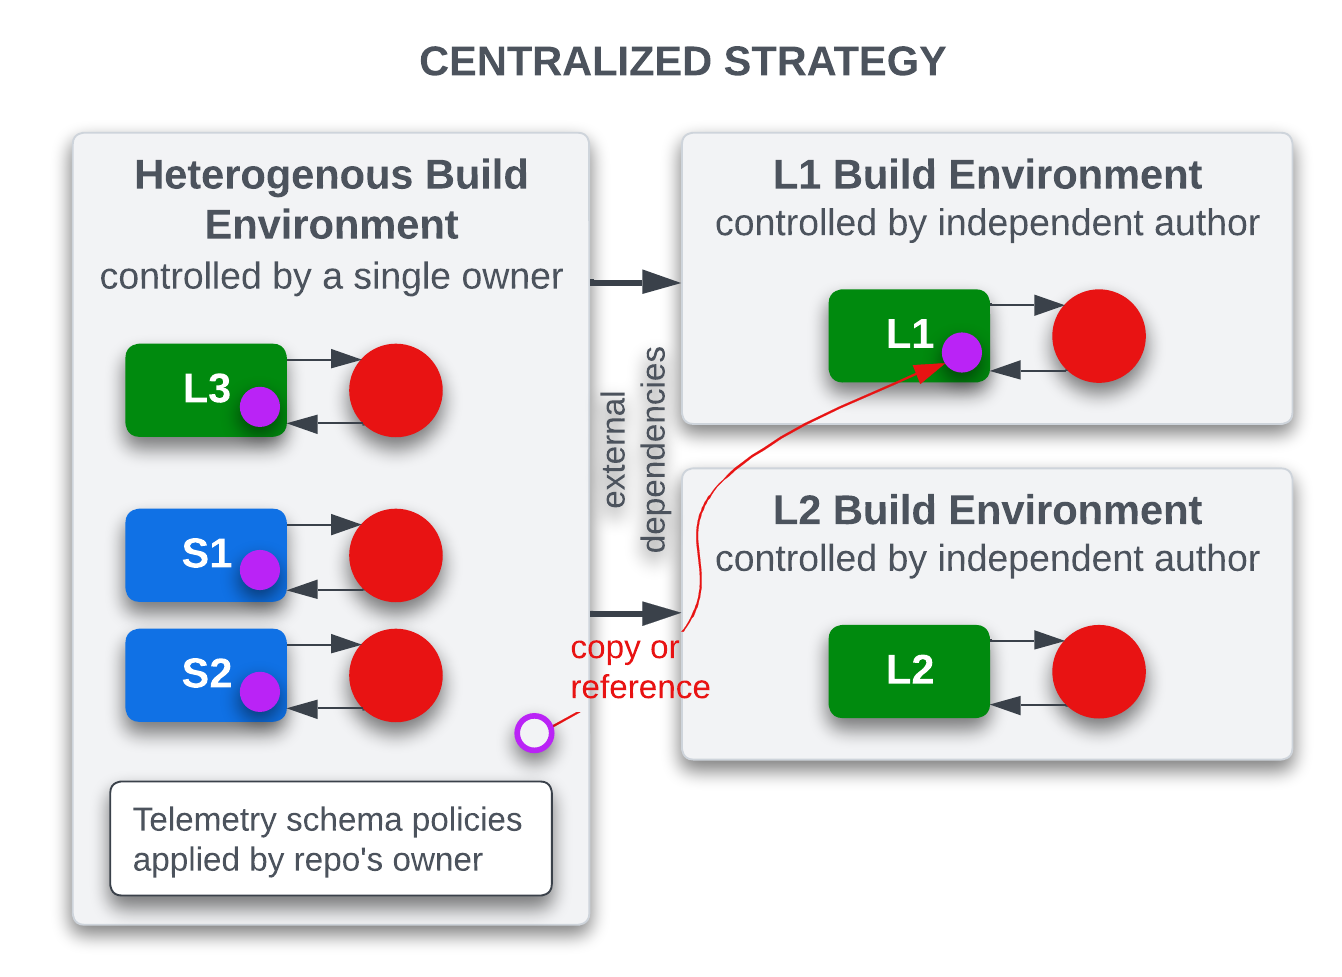 CENTRALIZED STRATEGY
Heterogenous Build
Environment
controlled by a single owner
L3
S1
S2
Telemetry schema policies
applied by repo's owner
external
dependencies
copy or
reference
L1 Build Environment
controlled by independent author
L1
L2 Build Environment
controlled by independent author
L2